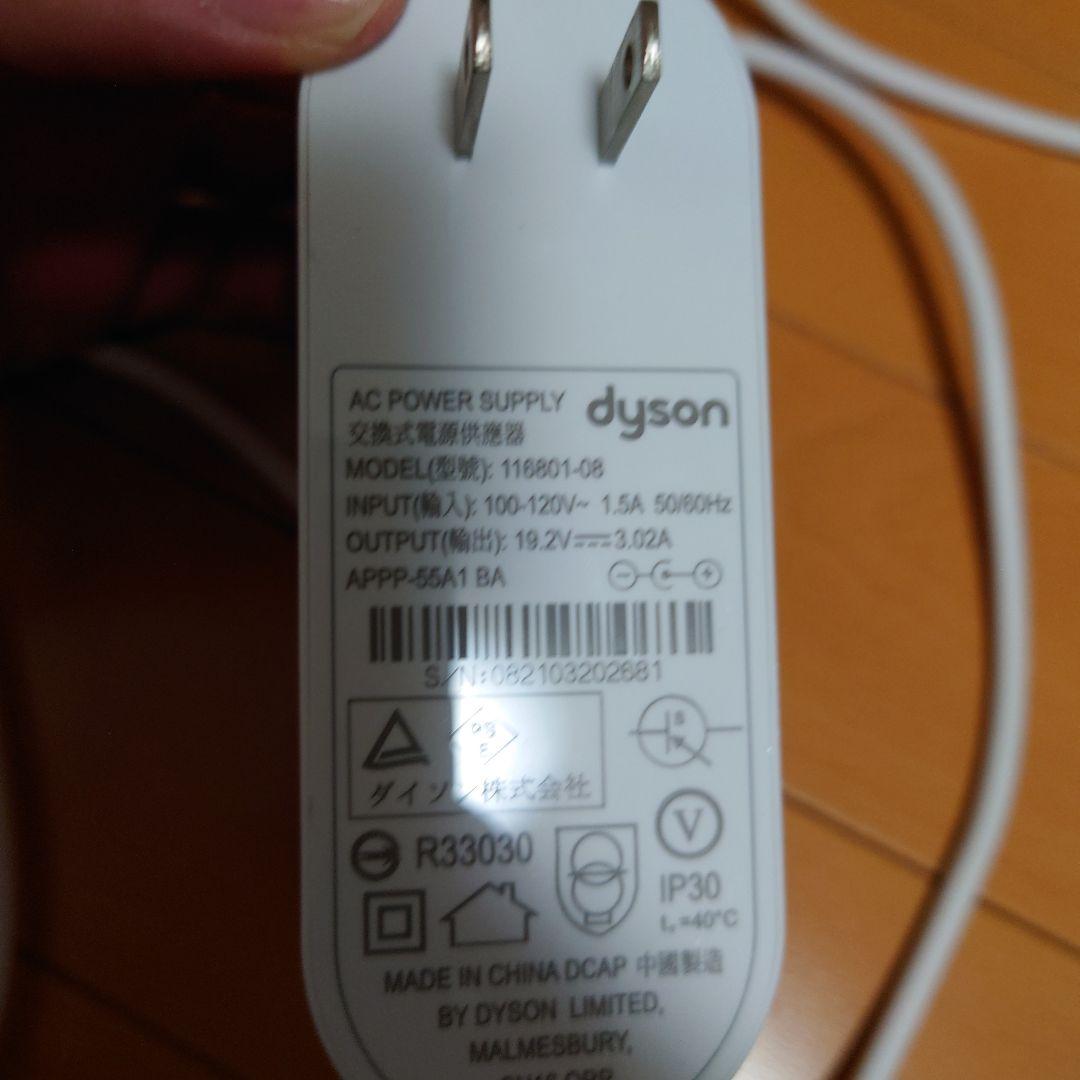 AC POWER SUPPLY dyson
交換式電源供應器
MODEL(型號): 116801-08
INPUT(輸入): 100-120V~ 1.5A 50/60Hz
OUTPUT(輸出): 19.2V⎓3.02A
APPP-55A1 BA
S/N:082103202681
PSE S
ダイソン株式会社
V
R33030
IP30
tₐ=40°C
MADE IN CHINA DCAP 中國製造
BY DYSON LIMITED,
MALMESBURY,